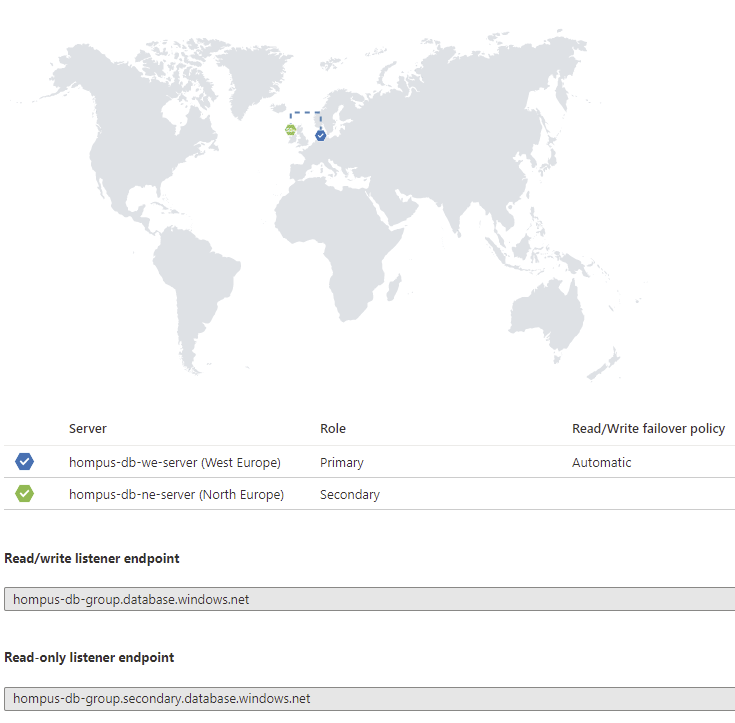 Server Role Read/Write failover policy
hompus-db-we-server (West Europe) Primary Automatic
hompus-db-ne-server (North Europe) Secondary
Read/write listener endpoint
hompus-db-group.database.windows.net
Read-only listener endpoint
hompus-db-group.secondary.database.windows.net